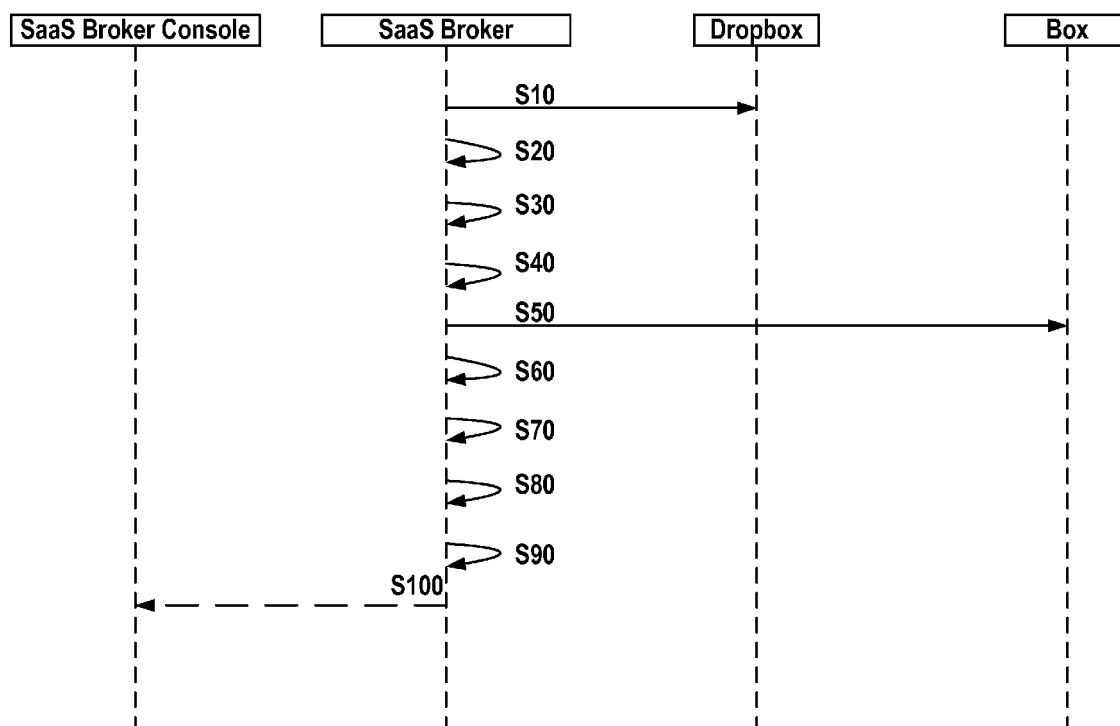 SaaS Broker Console
SaaS Broker
Dropbox
Box
S10
S20
S30
S40
S50
S60
S70
S80
S90
S100